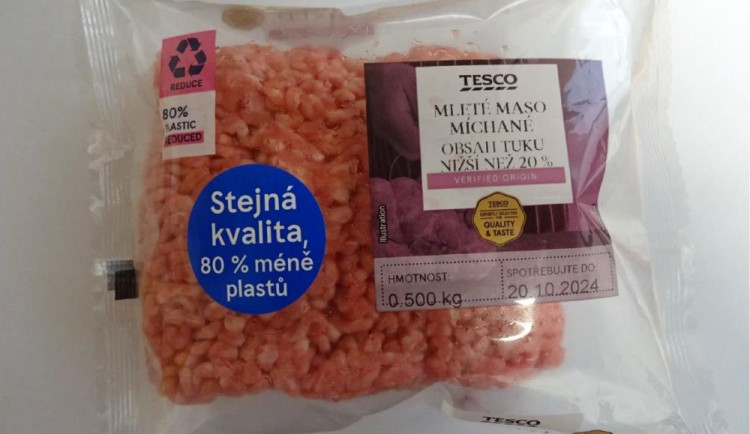 REDUCE
80%
PLASTIC
REDUCED
Stejná
kvalita,
80 % méně
plastů
TESCO
MLETÉ MASO
MÍCHANÉ
OBSAH TUKU
NIŽŠÍ NEŽ 20 %
VERIFIED ORIGIN
TESCO
QUALITY
& TASTE
Illustration
HMOTNOST:
0,500 kg
SPOTŘEBUJTE DO:
20.10.2024
TESCO